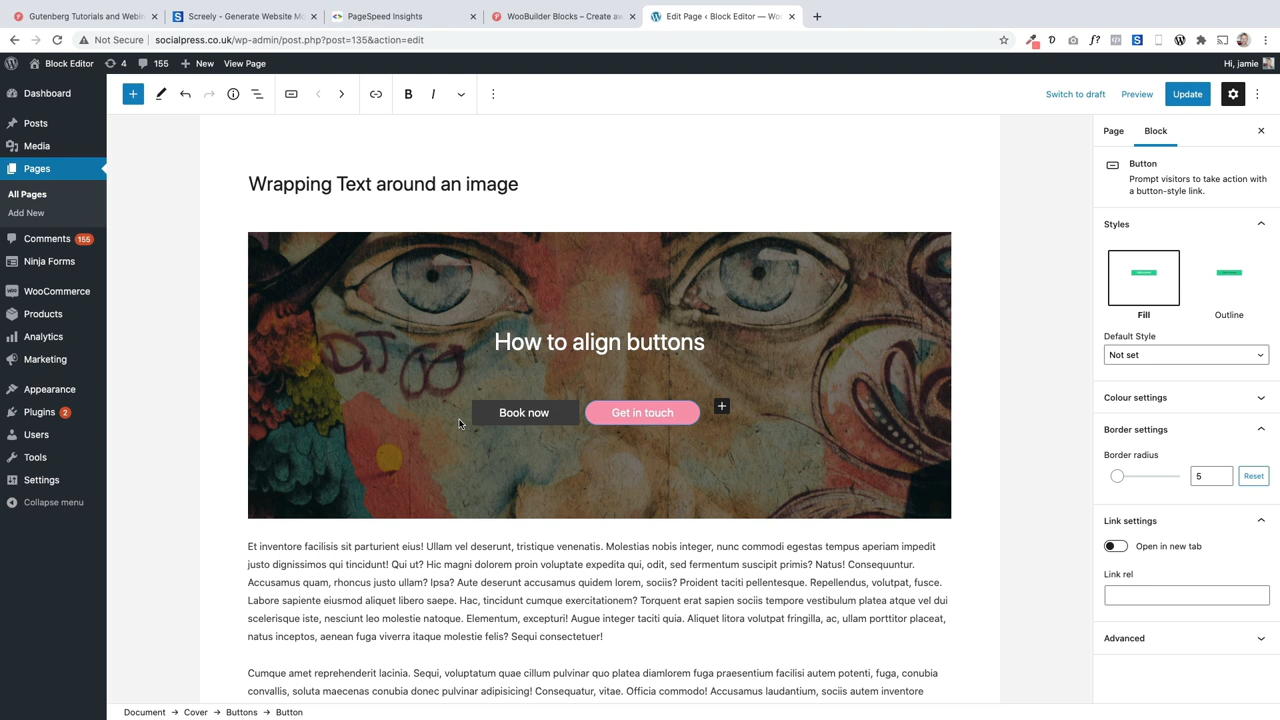 Gutenberg Tutorials and Webin
Screely - Generate Website Mo
PageSpeed Insights
WooBuilder Blocks – Create aw
Edit Page ‹ Block Editor — Wo
Not Secure
socialpress.co.uk/wp-admin/post.php?post=135&action=edit
Block Editor
4
155
New
View Page
Hi, jamie
Dashboard
Posts
Media
Pages
All Pages
Add New
Comments 155
Ninja Forms
WooCommerce
Products
Analytics
Marketing
Appearance
Plugins 2
Users
Tools
Settings
Collapse menu
B
I
Switch to draft
Preview
Update
Wrapping Text around an image
How to align buttons
Book now
Get in touch
Et inventore facilisis sit parturient eius! Ullam vel deserunt, tristique venenatis. Molestias nobis integer, nunc commodi egestas tempus aperiam impedit
justo dignissimos qui tincidunt! Qui ut? Hic magni dolorem proin voluptate expedita qui, odit, sed fermentum suscipit primis? Natus! Consequuntur.
Accusamus quam, rhoncus justo ullam? Ipsa? Aute deserunt accusamus quidem lorem, sociis? Proident taciti pellentesque. Repellendus, volutpat, fusce.
Labore sapiente eiusmod aliquet libero saepe. Hac, tincidunt cumque exercitationem? Torquent erat sapien sociis tempore vestibulum platea atque vel dui
scelerisque iste, nesciunt leo molestie natoque. Elementum, excepturi! Augue integer taciti quia. Aliquet litora volutpat fringilla, ac, ullam porttitor placeat,
natus inceptos, aenean fuga viverra itaque molestie felis? Sequi consectetuer!
Cumque amet reprehenderit lacinia. Sequi, voluptatum quae cillum pulvinar quo platea diamlorem fuga praesentium facilisi autem potenti, fuga, conubia
convallis, soluta maecenas conubia donec pulvinar adipisicing! Consequatur, vitae. Officia commodo! Accusamus laudantium, sociis autem inventore
Document → Cover → Buttons → Button
Page
Block
Button
Prompt visitors to take action with
a button-style link.
Styles
Fill
Outline
Default Style
Not set
Colour settings
Border settings
Border radius
5
Reset
Link settings
Open in new tab
Link rel
Advanced